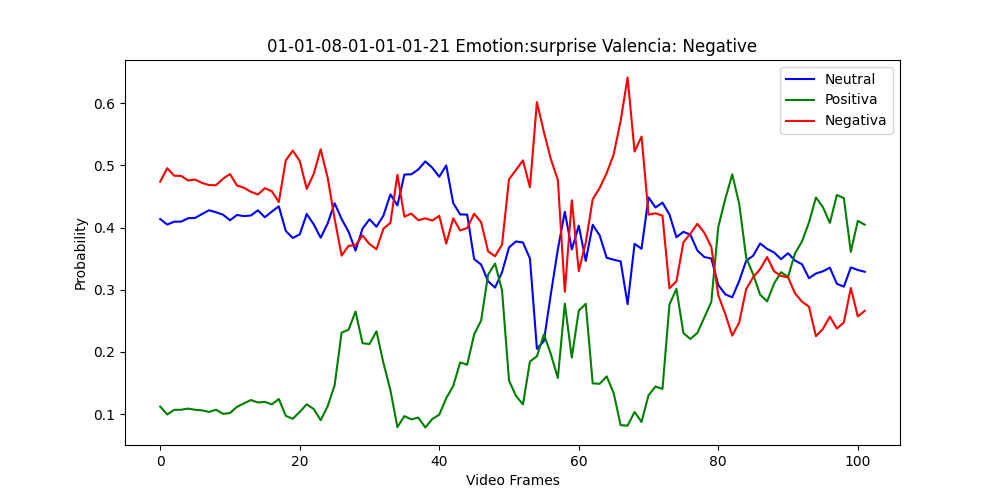 01-01-08-01-01-01-21 Emotion:surprise Valencia: Negative
Neutral
Positiva
Negativa
Probability
0.6
0.5
0.4
0.3
0.2
0.1
0 20 40 60 80 100
Video Frames